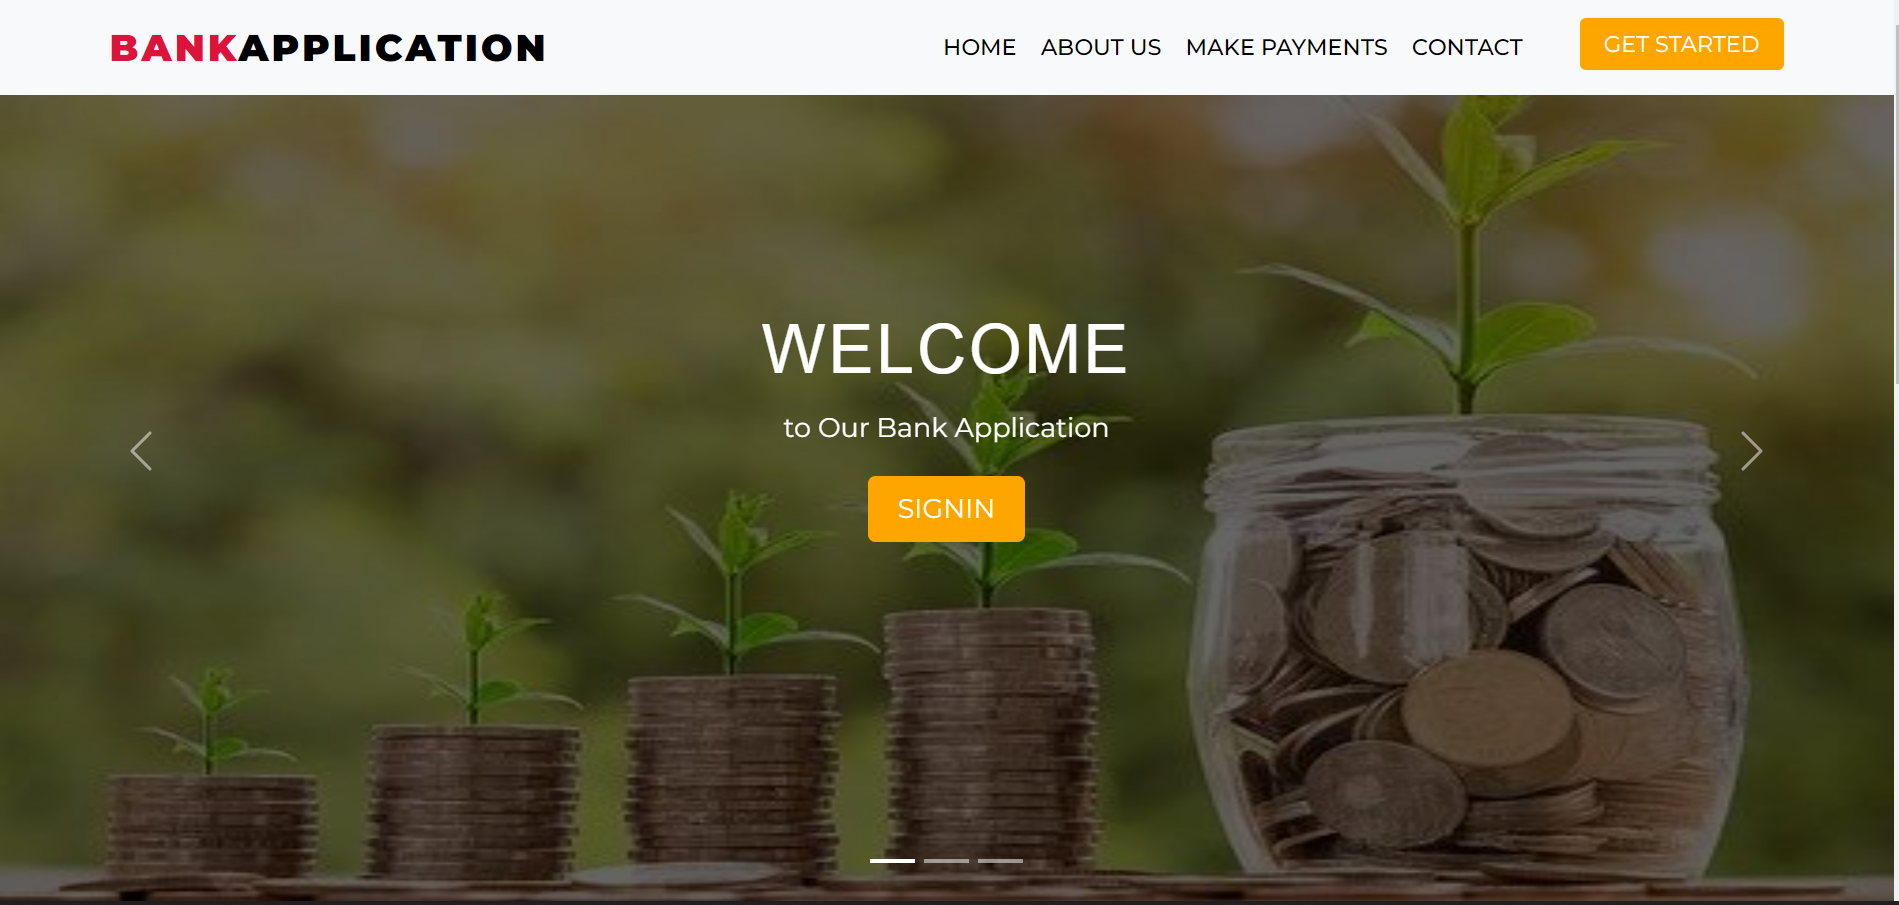 BANKAPPLICATION
HOME ABOUT US MAKE PAYMENTS CONTACT GET STARTED
WELCOME
to Our Bank Application
SIGNIN